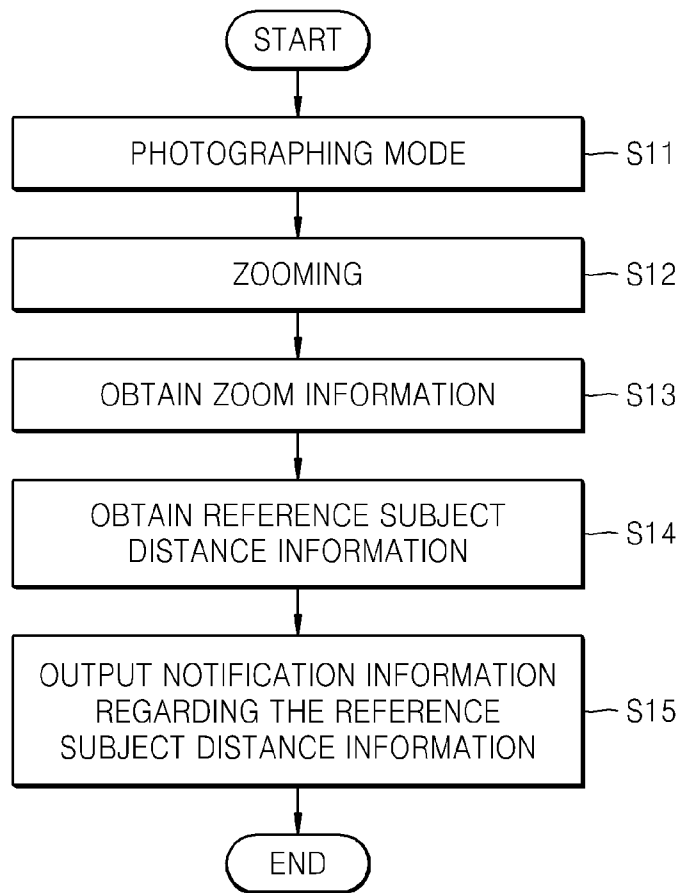 START
PHOTOGRAPHING MODE
S11
ZOOMING
S12
OBTAIN ZOOM INFORMATION
S13
OBTAIN REFERENCE SUBJECT
DISTANCE INFORMATION
S14
OUTPUT NOTIFICATION INFORMATION
REGARDING THE REFERENCE
SUBJECT DISTANCE INFORMATION
S15
END